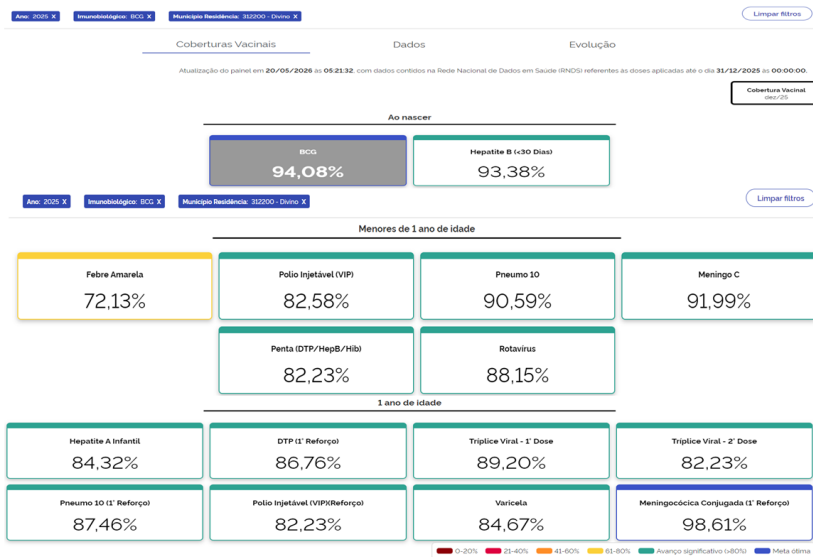 Ano: 2025 X Imunobiológico: BCG X Município Residência: 312200 - Divino X Limpar filtros
Coberturas Vacinais Dados Evolução
Atualização do painel em 20/05/2026 às 05:21:32, com dados contidos na Rede Nacional de Dados em Saúde (RNDS) referentes às doses aplicadas até o dia 31/12/2025 às 00:00:00.
Cobertura Vacinal
dez/25
Ao nascer
BCG Hepatite B (<30 Dias)
94,08% 93,38%
Ano: 2025 X Imunobiológico: BCG X Município Residência: 312200 - Divino X Limpar filtros
Menores de 1 ano de idade
Febre Amarela Polio Injetável (VIP) Pneumo 10 Meningo C
72,13% 82,58% 90,59% 91,99%
Penta (DTP/HepB/Hib) Rotavírus
82,23% 88,15%
1 ano de idade
Hepatite A Infantil DTP (1° Reforço) Tríplice Viral - 1° Dose Tríplice Viral - 2° Dose
84,32% 86,76% 89,20% 82,23%
Pneumo 10 (1° Reforço) Polio Injetável (VIP)(Reforço) Varicela Meningocócica Conjugada (1° Reforço)
87,46% 82,23% 84,67% 98,61%
0-20% 21-40% 41-60% 61-80% Avanço significativo (>80%) Meta ótima